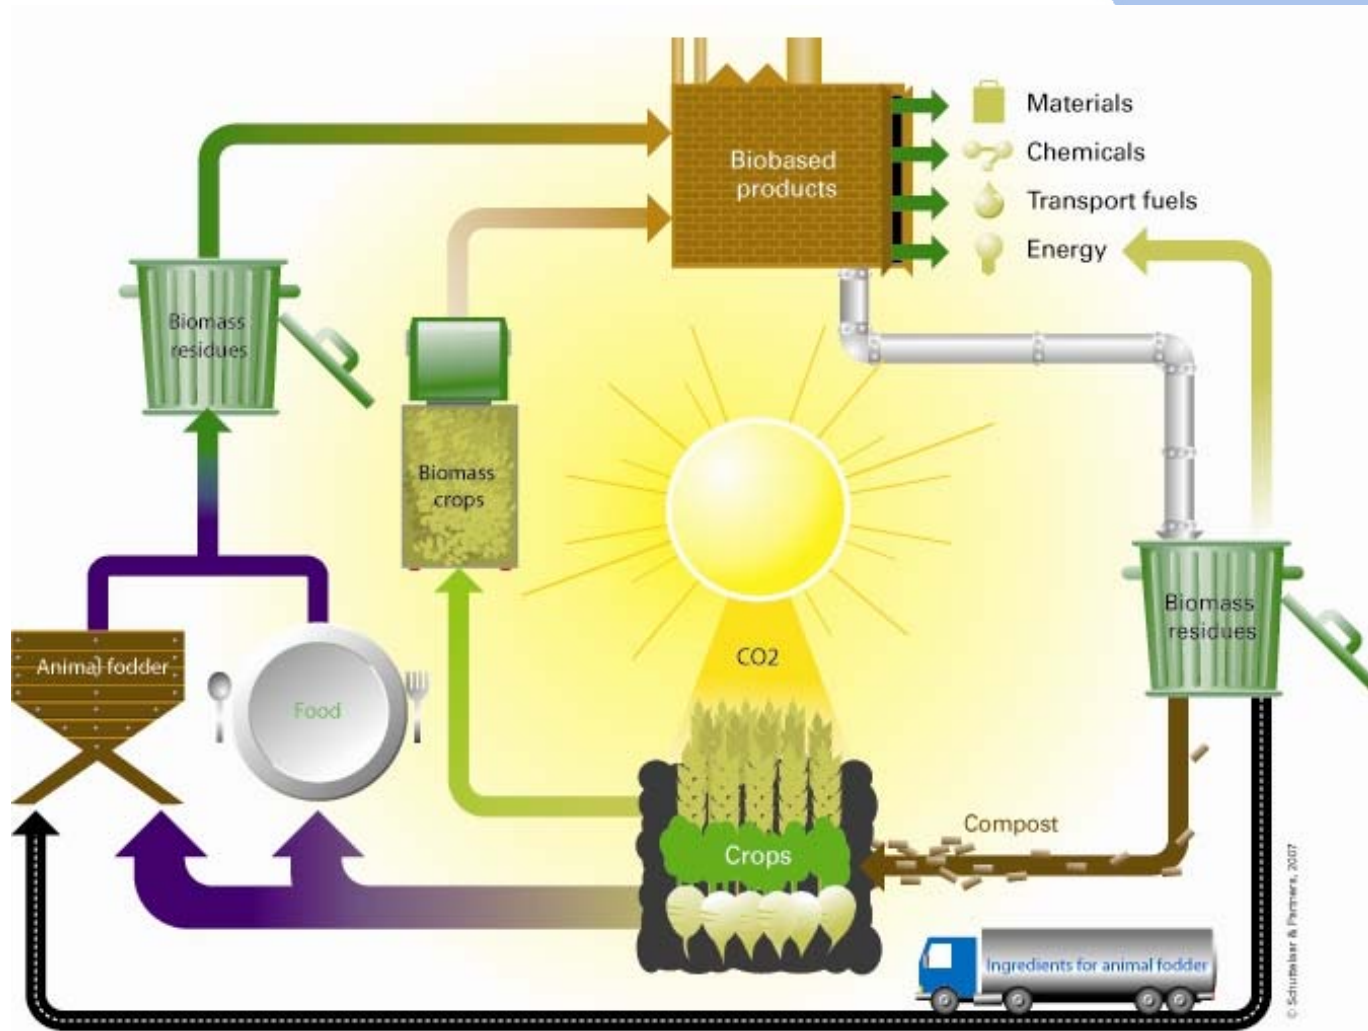 Materials
Biobased
products
Chemicals
Transport fuels
Energy
Biomass
residues
Biomass
crops
Biomass
residues
CO2
Animal fodder
Food
Compost
Crops
Ingredients for animal fodder
© Schuttelaar & Partners, 2007